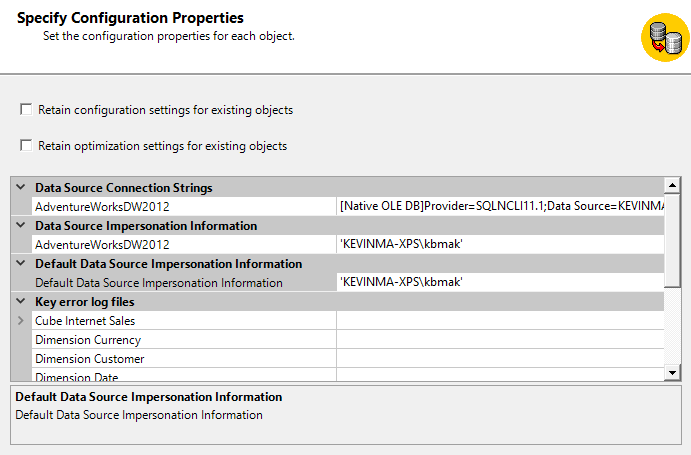 Specify Configuration Properties
Set the configuration properties for each object.
Retain configuration settings for existing objects
Retain optimization settings for existing objects
Data Source Connection Strings
AdventureWorksDW2012 [Native OLE DB]Provider=SQLNCLI11.1;Data Source=KEVINMA
Data Source Impersonation Information
AdventureWorksDW2012 'KEVINMA-XPS\kbmak'
Default Data Source Impersonation Information
Default Data Source Impersonation Information 'KEVINMA-XPS\kbmak'
Key error log files
Cube Internet Sales
Dimension Currency
Dimension Customer
Dimension Date
Default Data Source Impersonation Information
Default Data Source Impersonation Information